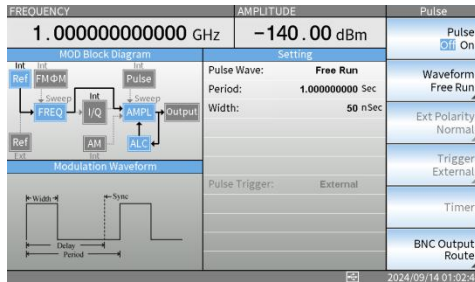 FREQUENCY
AMPLITUDE
Pulse
1.000000000000 GHz
-140.00 dBm
Pulse
Off On
MOD Block Diagram
Setting
Int Int Int
Ref FMΦM Pulse
Sweep Int Sweep
FREQ I/Q AMPL Output
Ref AM ALC
Ext Int
Pulse Wave: Free Run
Period: 1.000000000 Sec
Width: 50 nSec
Pulse Trigger: External
Waveform
Free Run
Ext Polarity
Normal
Trigger
External
Timer
BNC Output
Route
Modulation Waveform
Width
Sync
Delay
Period
2024/09/14 01:02:4